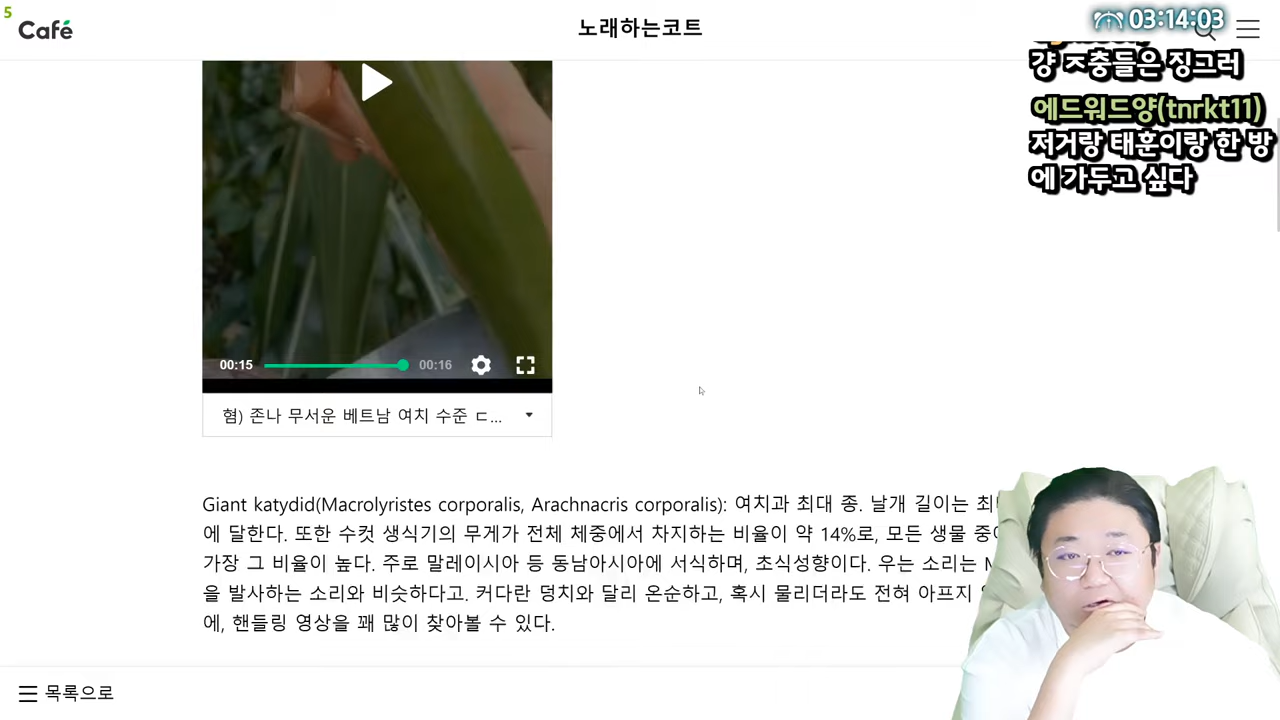 5
Café
노래하는코트
03:14:03
걍 ㅈ충들은 징그러
에드워드양(tnrkt11)
저거랑 태훈이랑 한 방
에 가두고 싶다
00:15
00:16
혐) 존나 무서운 베트남 여치 수준 ㄷ...
Giant katydid(Macrolyristes corporalis, Arachnacris corporalis): 여치과 최대 종. 날개 길이는
에 달한다. 또한 수컷 생식기의 무게가 전체 체중에서 차지하는 비율이 약 14%로, 모든 생물
가장 그 비율이 높다. 주로 말레이시아 등 동남아시아에 서식하며, 초식성향이다. 우는 소리는
을 발사하는 소리와 비슷하다고. 커다란 덩치와 달리 온순하고, 혹시 물리더라도 전혀 아프지
에, 핸들링 영상을 꽤 많이 찾아볼 수 있다.
목록으로